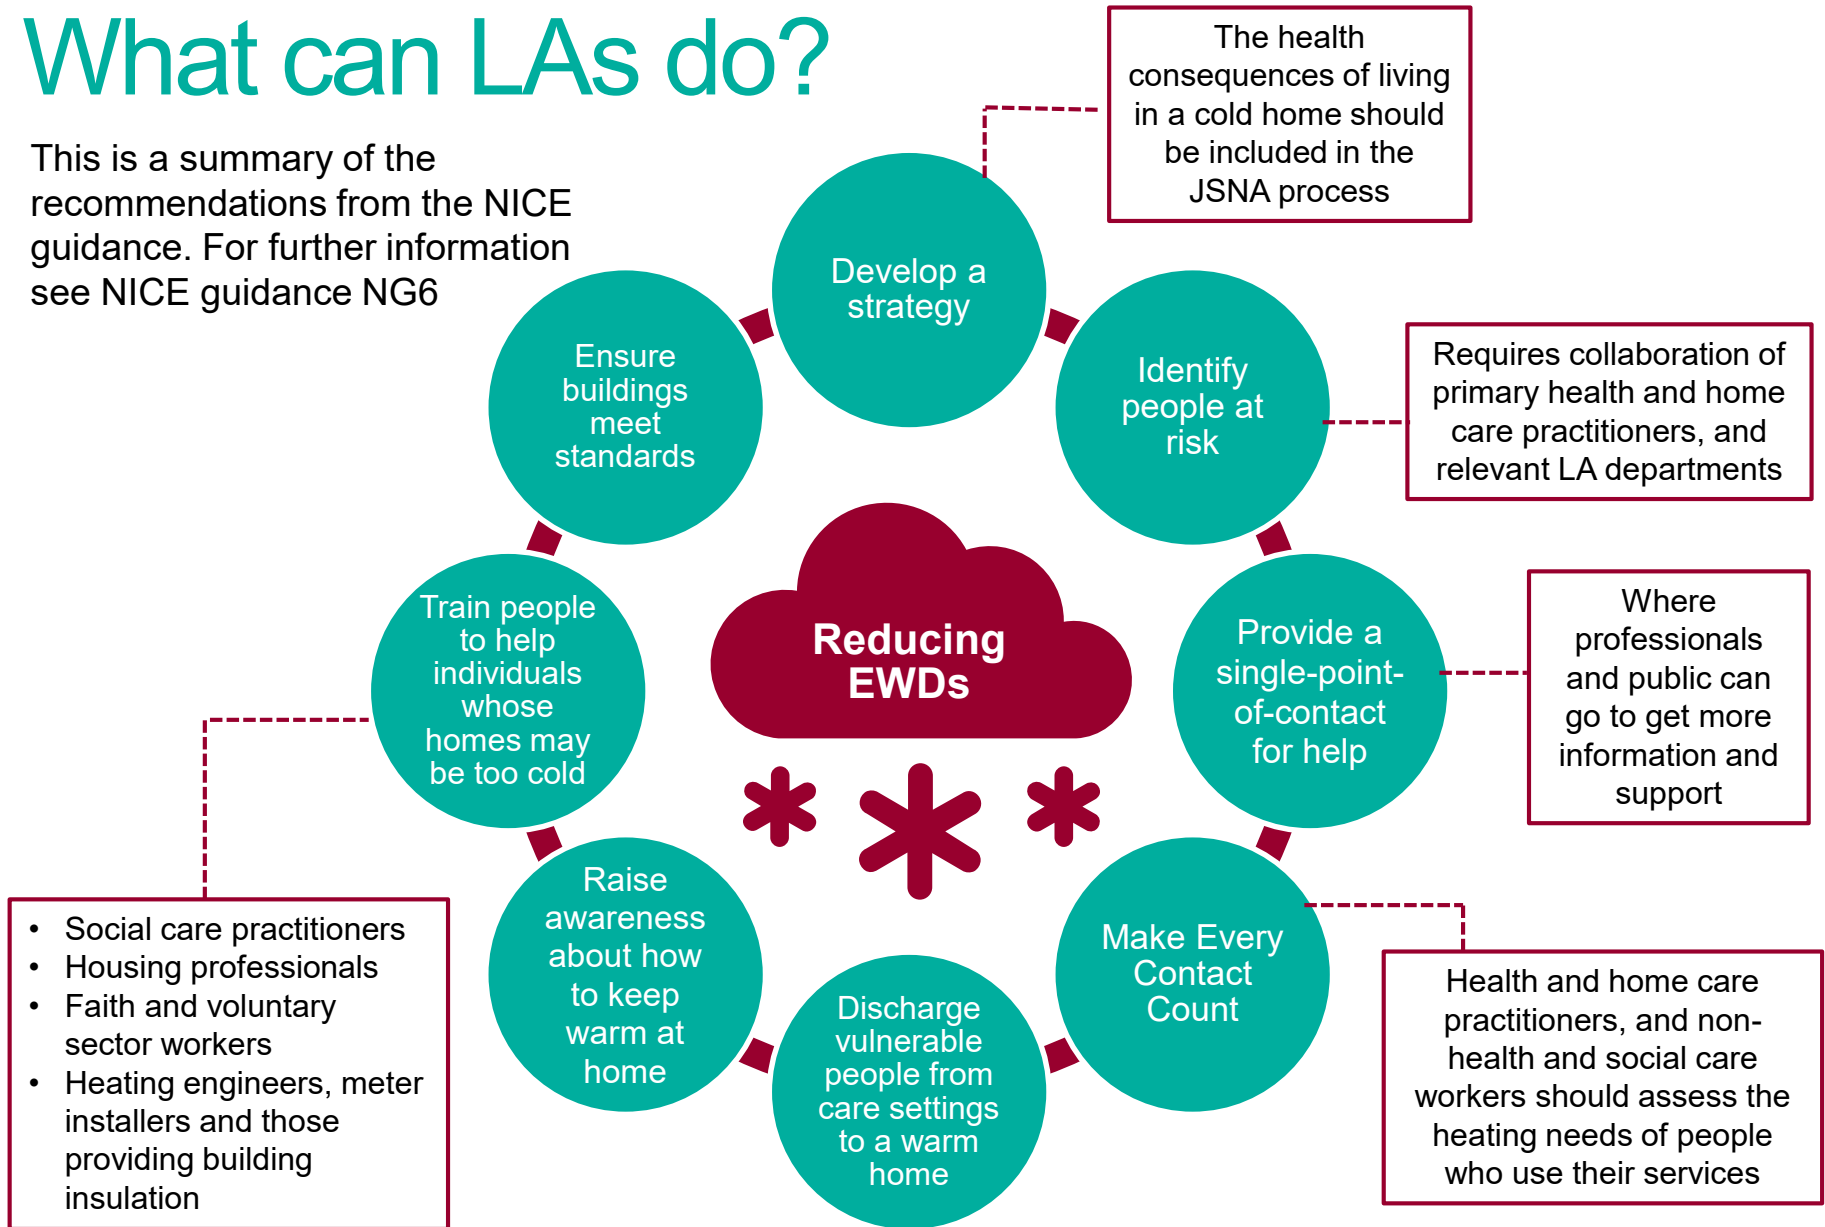 What can LAs do?
This is a summary of the
recommendations from the NICE
guidance. For further information
see NICE guidance NG6
The health
consequences of living
in a cold home should
be included in the
JSNA process
Develop a
strategy
Identify
people at
risk
Requires collaboration of
primary health and home
care practitioners, and
relevant LA departments
Provide a
single-point-
of-contact
for help
Where
professionals
and public can
go to get more
information and
support
Make Every
Contact
Count
Health and home care
practitioners, and non-
health and social care
workers should assess the
heating needs of people
who use their services
Discharge
vulnerable
people from
care settings
to a warm
home
Raise
awareness
about how
to keep
warm at
home
Train people
to help
individuals
whose
homes may
be too cold
• Social care practitioners
• Housing professionals
• Faith and voluntary
sector workers
• Heating engineers, meter
installers and those
providing building
insulation
Ensure
buildings
meet
standards
Reducing
EWDs